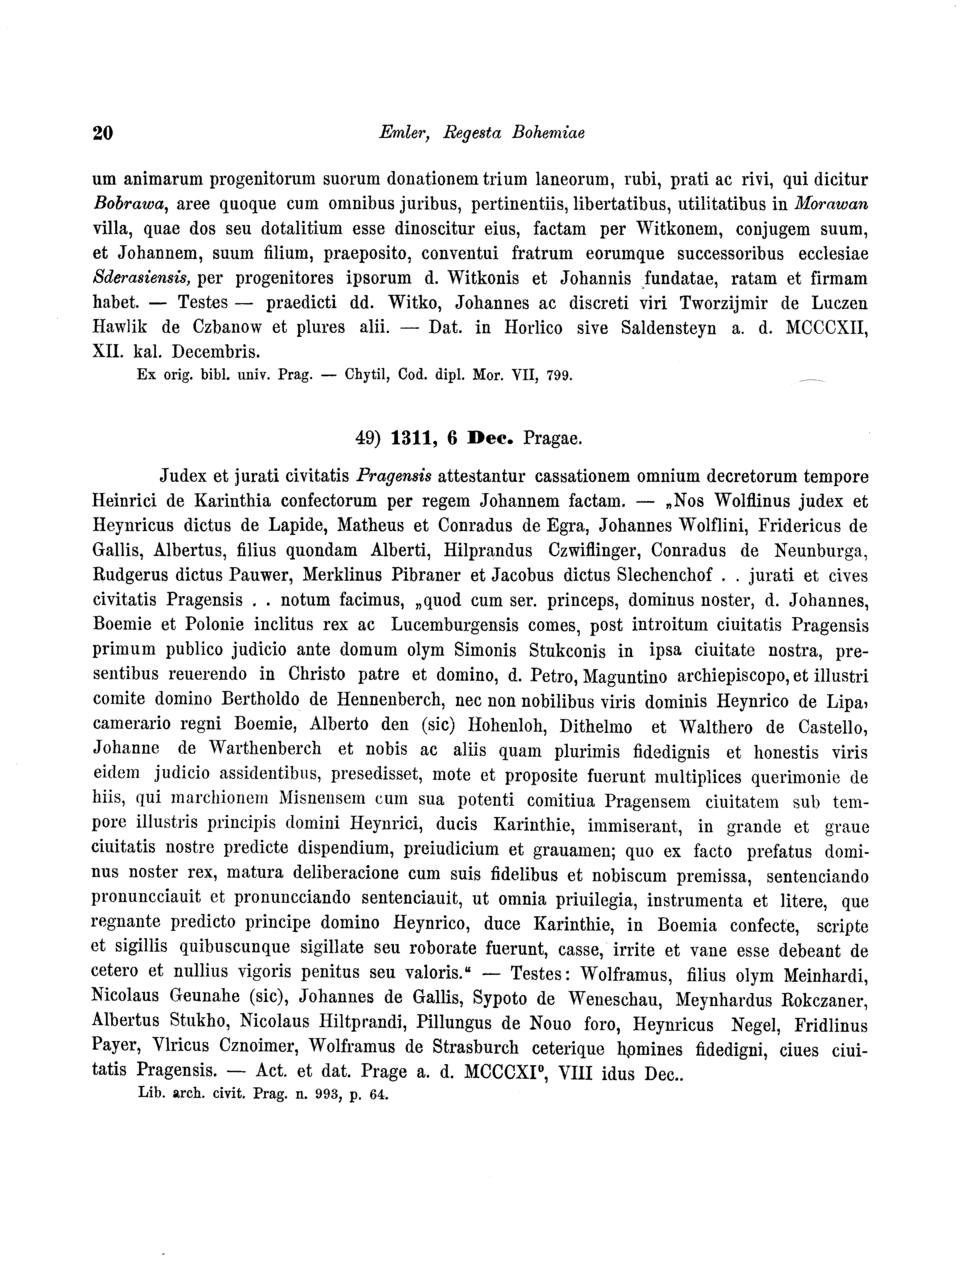 20 Emler, Regesta Bohemiae
um animarum progenitorum suorum donationem trium laneorum, rubi, prati ac rivi, qui dicitur
Bobrawa, aree quoque cum omnibus juribus, pertinentiis, libertatibus, utilitatibus in Morawan
villa, quae dos seu dotalitium esse dinoscitur eius, factam per Witkonem, conjugem suum,
et Johannem, suum filium, praeposito, conventui fratrum eorumque successoribus ecclesiae
Sderasiensis, per progenitores ipsorum d. Witkonis et Johannis fundatae, ratam et firmam
habet. — Testes — praedicti dd. Witko, Johannes ac discreti viri Tworzijmir de Luczen
Hawlik de Czbanow et plures alii. — Dat. in Horlico sive Saldensteyn a. d. MCCCXII,
XII. kal. Decembris.
Ex orig. bibl. univ. Prag. — Chytil, Cod. dipl. Mor. VII, 799.
49) 1311, 6 Dec. Pragae.
Judex et jurati civitatis Pragensis attestantur cassationem omnium decretorum tempore
Heinrici de Karinthia confectorum per regem Johannem factam. — „Nos Wolflinus judex et
Heynricus dictus de Lapide, Matheus et Conradus de Egra, Johannes Wolflini, Fridericus de
Gallis, Albertus, filius quondam Alberti, Hilprandus Czwiflinger, Conradus de Neunburga,
Rudgerus dictus Pauwer, Merklinus Pibraner et Jacobus dictus Slechenchof . . jurati et cives
civitatis Pragensis . . notum facimus, „quod cum ser. princeps, dominus noster, d. Johannes,
Boemie et Polonie inclitus rex ac Lucemburgensis comes, post introitum ciuitatis Pragensis
primum publico judicio ante domum olym Simonis Stukconis in ipsa ciuitate nostra, pre-
sentibus reuerendo in Christo patre et domino, d. Petro, Maguntino archiepiscopo, et illustri
comite domino Bertholdo de Hennenberch, nec non nobilibus viris dominis Heynrico de Lipa,
camerario regni Boemie, Alberto den (sic) Hohenloh, Dithelmo et Walthero de Castello,
Johanne de Warthenberch et nobis ac aliis quam plurimis fidedignis et honestis viris
eidem judicio assidentibus, presedisset, mote et proposite fuerunt multiplices querimonie de
hiis, qui marchionem Misnensem cum sua potenti comitiua Pragensem ciuitatem sub tem-
pore illustris principis domini Heynrici, ducis Karinthie, immiserant, in grande et graue
ciuitatis nostre predicte dispendium, preiudicium et grauamen; quo ex facto prefatus domi-
nus noster rex, matura deliberacione cum suis fidelibus et nobiscum premissa, sentenciando
pronuncciauit et pronuncciando sentenciauit, ut omnia priuilegia, instrumenta et litere, que
regnante predicto principe domino Heynrico, duce Karinthie, in Boemia confecte, scripte
et sigillis quibuscunque sigillate seu roborate fuerunt, casse, irrite et vane esse debeant de
cetero et nullius vigoris penitus seu valoris.“ — Testes: Wolframus, filius olym Meinhardi,
Nicolaus Geunahe (sic), Johannes de Gallis, Sypoto de Weneschau, Meynhardus Rokczaner,
Albertus Stukho, Nicolaus Hiltprandi, Pillungus de Nouo foro, Heynricus Negel, Fridlinus
Payer, Vlricus Cznoimer, Wolframus de Strasburch ceterique homines fidedigni, ciues ciui-
tatis Pragensis. — Act. et dat. Prage a. d. MCCCXI°, VIII idus Dec..
Lib. arch. civit. Prag. n. 993, p. 64.